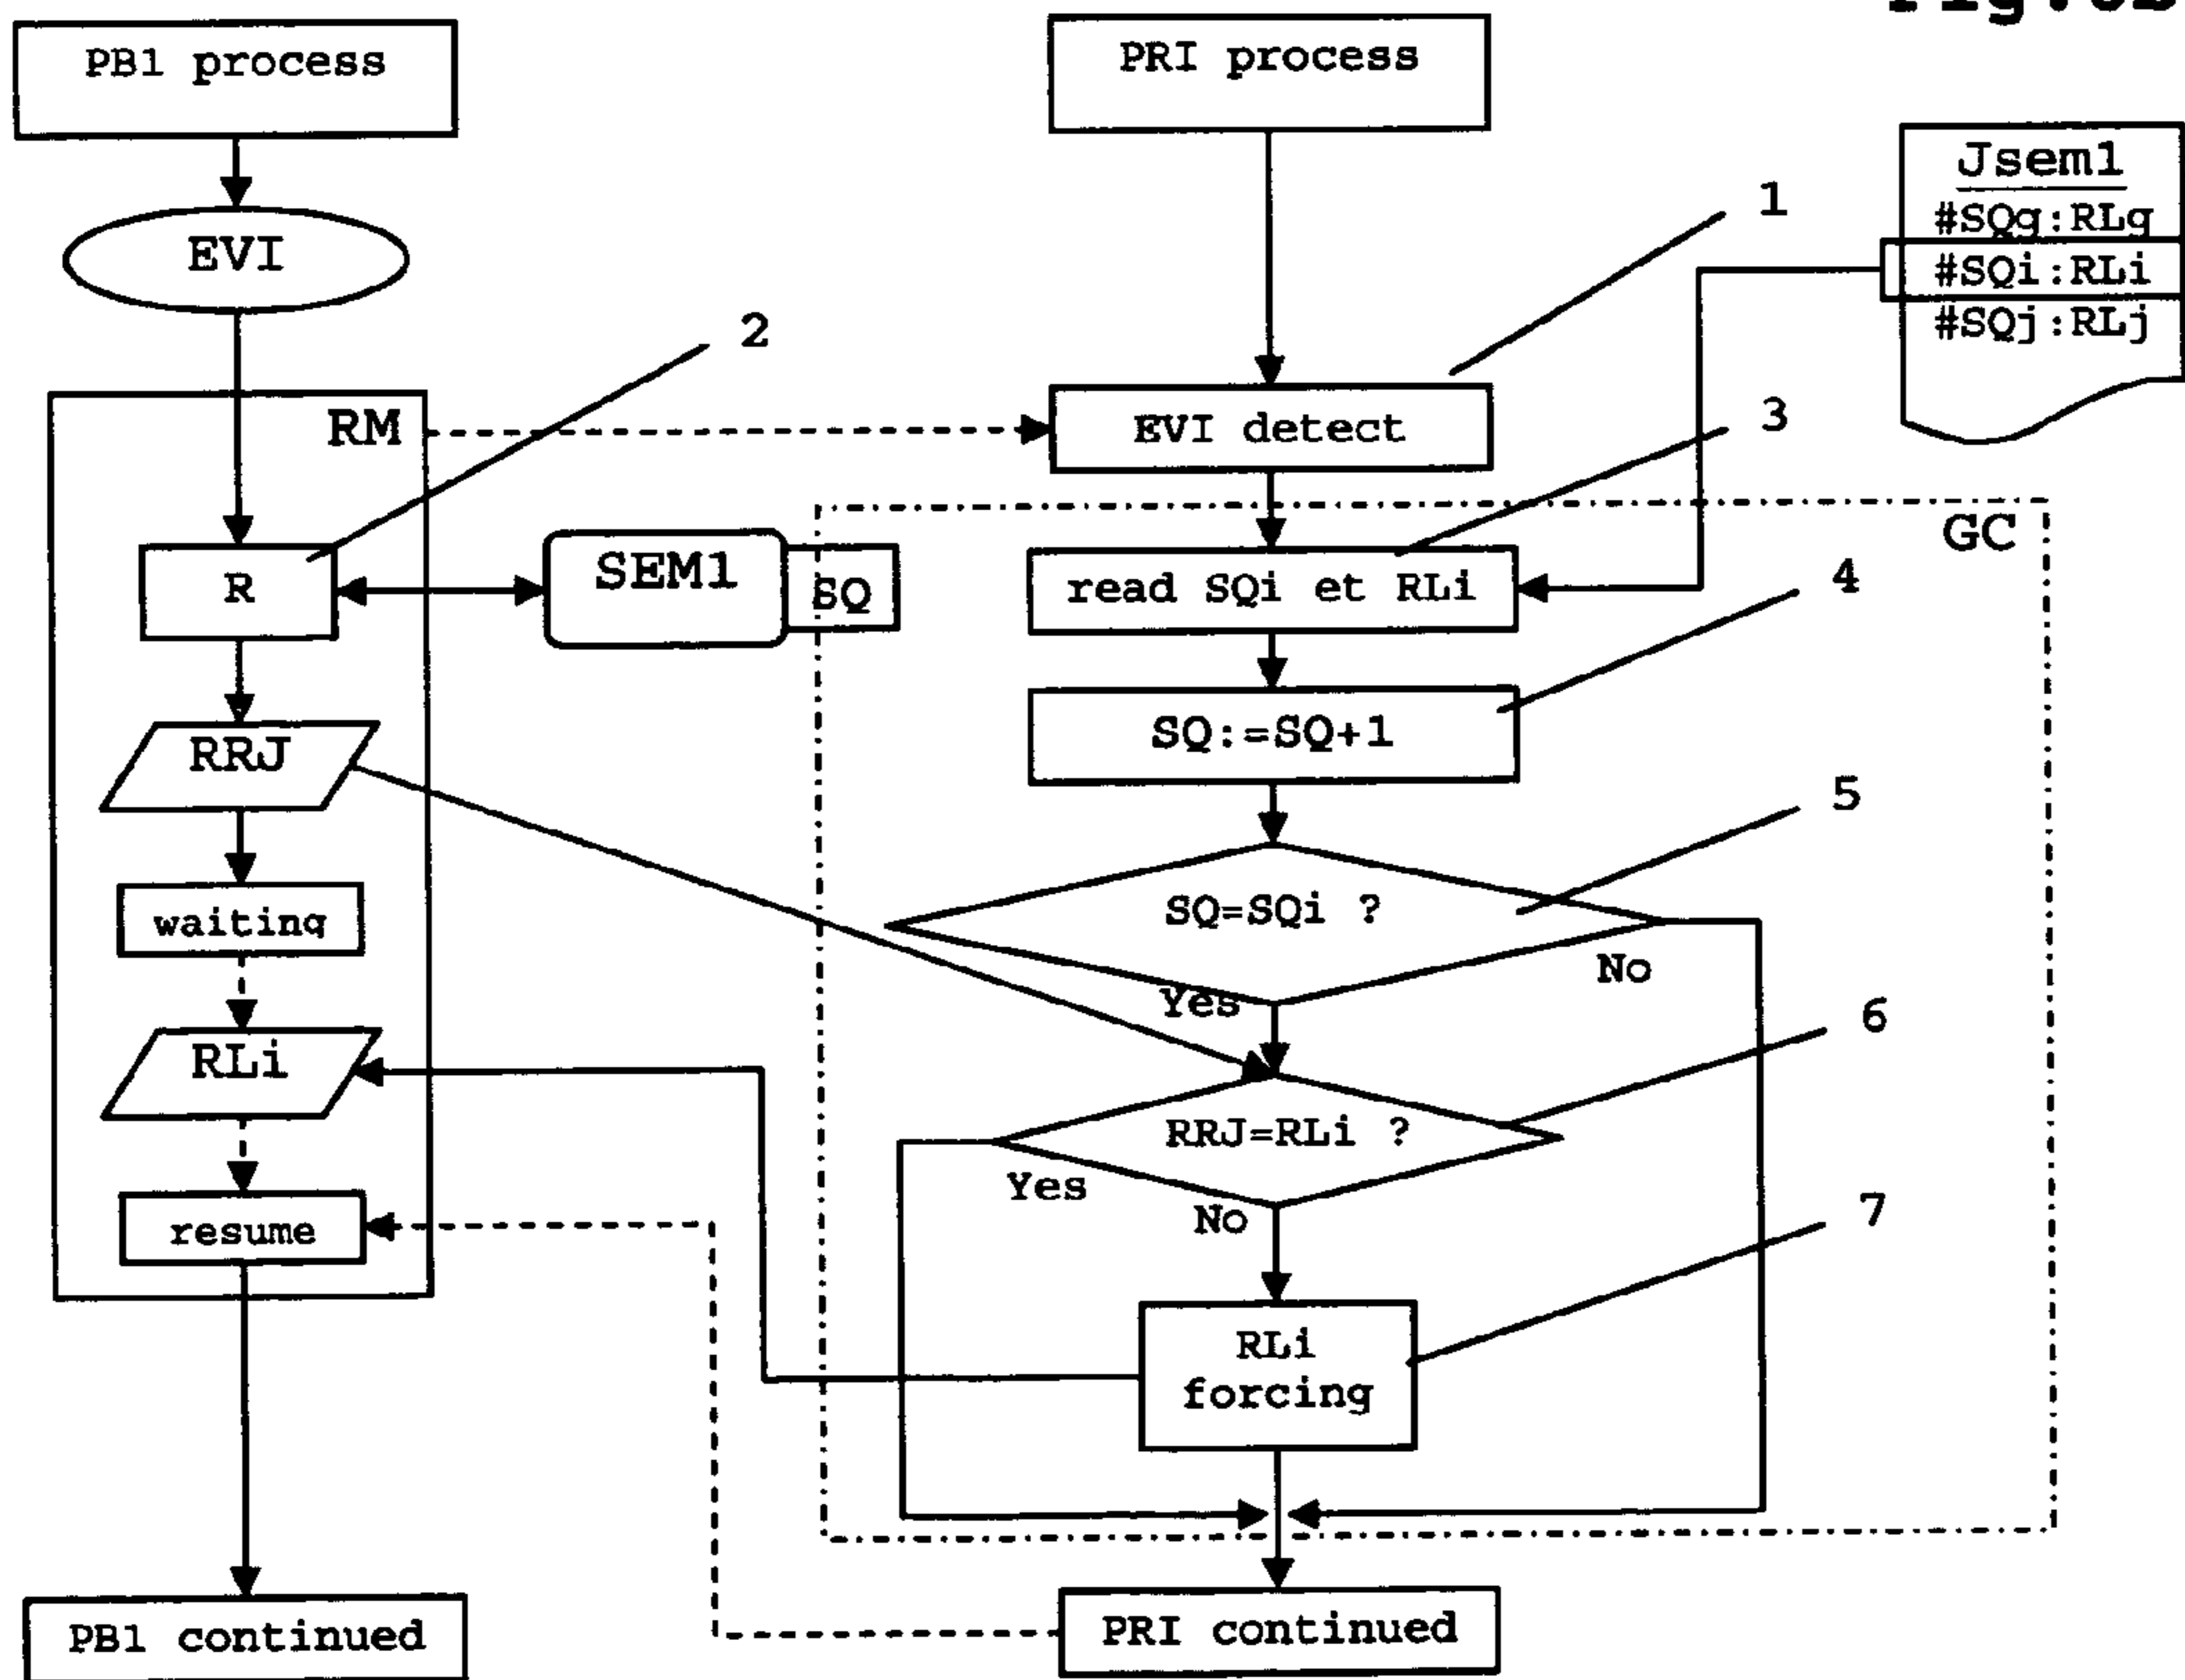 PB1 process
PRI process
Jsem1
#SQg:RLg
#SQi:RLi
#SQj:RLj
1
EVI
2
RM
EVI detect
3
GC
R
SEM1
SQ
read SQi et RLi
4
RRJ
SQ:=SQ+1
5
waiting
SQ=SQi ?
No
Yes
6
RLi
RRJ=RLi ?
Yes
No
7
resume
RLi
forcing
PB1 continued
PRI continued